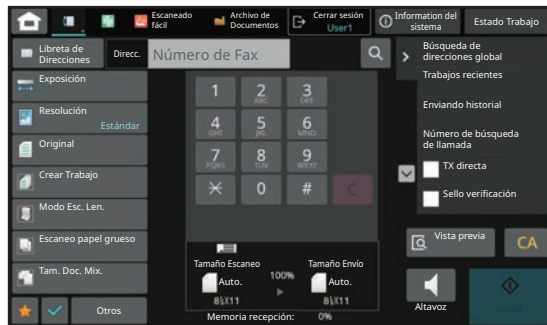 Escaneado
fácil
Archivo de
Documentos
Cerrar sesión
User1
Information del
sistema
Estado Trabajo
Libreta de
Direcciones
Direcc.
Número de Fax
Búsqueda de
direcciones global
Trabajos recientes
Enviando historial
Número de búsqueda
de llamada
TX directa
Sello verificación
Exposición
Resolución
Estándar
Original
Crear Trabajo
Modo Esc. Len.
Escaneo papel grueso
Tam. Doc. Mix.
Otros
1 2 3
ABC DEF
4 5 6
GHI JKL MNO
7 8 9
PQRS TUV WXYZ
0 #
C
Tamaño Escaneo
Tamaño Envío
Auto.
100%
Auto.
8½X11
8½X11
Memoria recepción: 0%
Vista previa
CA
Altavoz
Iniciar